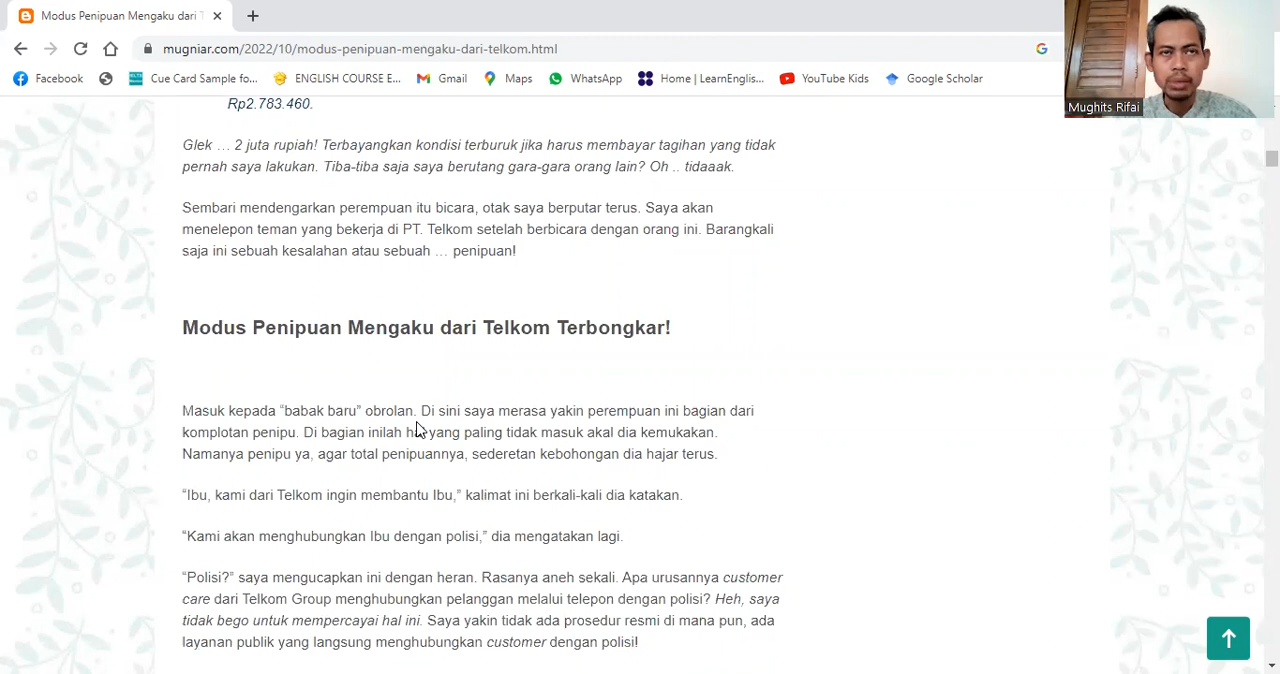 Modus Penipuan Mengaku dari T
mugniar.com/2022/10/modus-penipuan-mengaku-dari-telkom.html
Facebook Cue Card Sample fo... ENGLISH COURSE E... Gmail Maps WhatsApp Home | LearnEnglis... YouTube Kids Google Scholar
Mughits Rifai
Rp2.783.460.
Glek … 2 juta rupiah! Terbayangkan kondisi terburuk jika harus membayar tagihan yang tidak
pernah saya lakukan. Tiba-tiba saja saya berutang gara-gara orang lain? Oh .. tidaaak.
Sembari mendengarkan perempuan itu bicara, otak saya berputar terus. Saya akan
menelepon teman yang bekerja di PT. Telkom setelah berbicara dengan orang ini. Barangkali
saja ini sebuah kesalahan atau sebuah … penipuan!
Modus Penipuan Mengaku dari Telkom Terbongkar!
Masuk kepada “babak baru” obrolan. Di sini saya merasa yakin perempuan ini bagian dari
komplotan penipu. Di bagian inilah yang paling tidak masuk akal dia kemukakan.
Namanya penipu ya, agar total penipuannya, sederetan kebohongan dia hajar terus.
“Ibu, kami dari Telkom ingin membantu Ibu,” kalimat ini berkali-kali dia katakan.
“Kami akan menghubungkan Ibu dengan polisi,” dia mengatakan lagi.
“Polisi?” saya mengucapkan ini dengan heran. Rasanya aneh sekali. Apa urusannya customer
care dari Telkom Group menghubungkan pelanggan melalui telepon dengan polisi? Heh, saya
tidak bego untuk mempercayai hal ini. Saya yakin tidak ada prosedur resmi di mana pun, ada
layanan publik yang langsung menghubungkan customer dengan polisi!